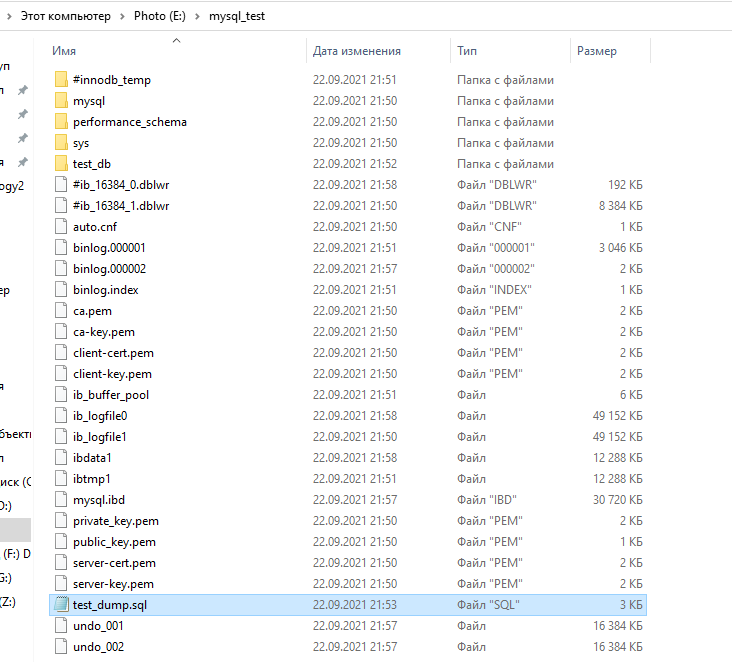 Этот компьютер > Photo (E:) > mysql_test
Имя Дата изменения Тип Размер
#innodb_temp 22.09.2021 21:51 Папка с файлами
mysql 22.09.2021 21:50 Папка с файлами
performance_schema 22.09.2021 21:50 Папка с файлами
sys 22.09.2021 21:50 Папка с файлами
test_db 22.09.2021 21:52 Папка с файлами
#ib_16384_0.dblwr 22.09.2021 21:58 Файл "DBLWR" 192 КБ
#ib_16384_1.dblwr 22.09.2021 21:50 Файл "DBLWR" 8 384 КБ
auto.cnf 22.09.2021 21:50 Файл "CNF" 1 КБ
binlog.000001 22.09.2021 21:51 Файл "000001" 3 046 КБ
binlog.000002 22.09.2021 21:57 Файл "000002" 2 КБ
binlog.index 22.09.2021 21:51 Файл "INDEX" 1 КБ
ca.pem 22.09.2021 21:50 Файл "PEM" 2 КБ
ca-key.pem 22.09.2021 21:50 Файл "PEM" 2 КБ
client-cert.pem 22.09.2021 21:50 Файл "PEM" 2 КБ
client-key.pem 22.09.2021 21:50 Файл "PEM" 2 КБ
ib_buffer_pool 22.09.2021 21:51 Файл 6 КБ
ib_logfile0 22.09.2021 21:58 Файл 49 152 КБ
ib_logfile1 22.09.2021 21:50 Файл 49 152 КБ
ibdata1 22.09.2021 21:58 Файл 12 288 КБ
ibtmp1 22.09.2021 21:51 Файл 12 288 КБ
mysql.ibd 22.09.2021 21:57 Файл "IBD" 30 720 КБ
private_key.pem 22.09.2021 21:50 Файл "PEM" 2 КБ
public_key.pem 22.09.2021 21:50 Файл "PEM" 1 КБ
server-cert.pem 22.09.2021 21:50 Файл "PEM" 2 КБ
server-key.pem 22.09.2021 21:50 Файл "PEM" 2 КБ
test_dump.sql 22.09.2021 21:53 Файл "SQL" 3 КБ
undo_001 22.09.2021 21:57 Файл 16 384 КБ
undo_002 22.09.2021 21:57 Файл 16 384 КБ
ogy2
(F:) D
G:)
(Z:)